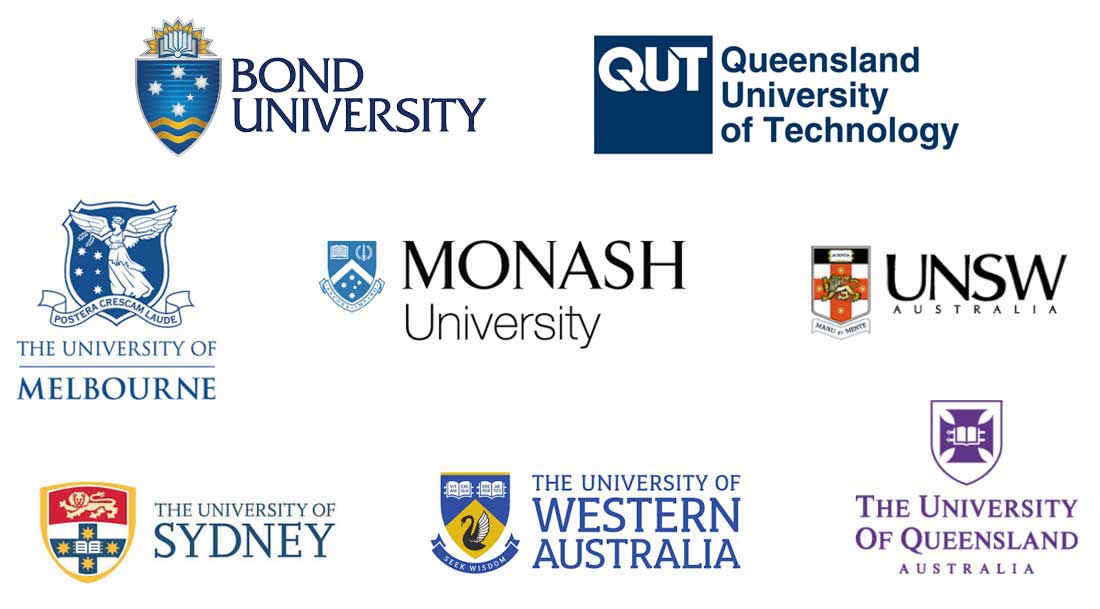 BOND
UNIVERSITY
QUT
Queensland
University
of Technology
POSTERA CRESCAM LAUDE
THE UNIVERSITY OF
MELBOURNE
MONASH
University
SCIENTIA
MANU ET MENTE
UNSW
AUSTRALIA
THE UNIVERSITY OF
SYDNEY
SEEK WISDOM
THE UNIVERSITY OF
WESTERN
AUSTRALIA
THE UNIVERSITY
OF QUEENSLAND
AUSTRALIA